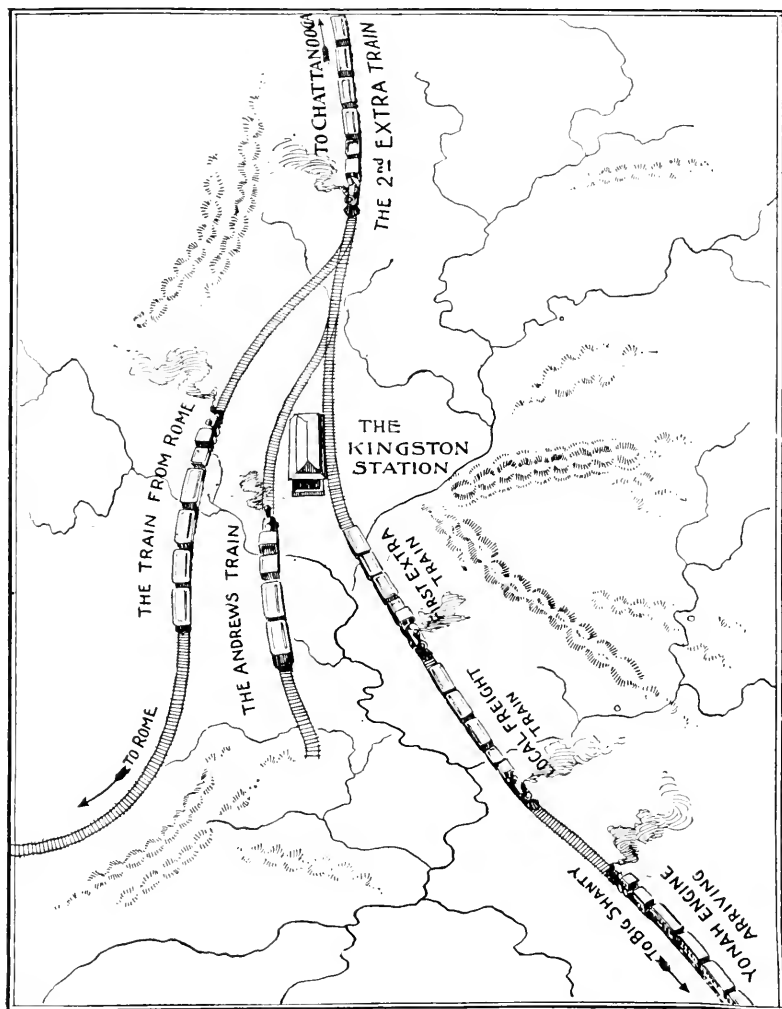 TO CHATTANOOGA
THE 2nd EXTRA TRAIN
THE TRAIN FROM ROME
THE
KINGSTON
STATION
THE ANDREWS TRAIN
FIRST EXTRA
TRAIN
TO ROME
LOCAL FREIGHT
TRAIN
TO BIG SHANTY
YONAH ENGINE
ARRIVING